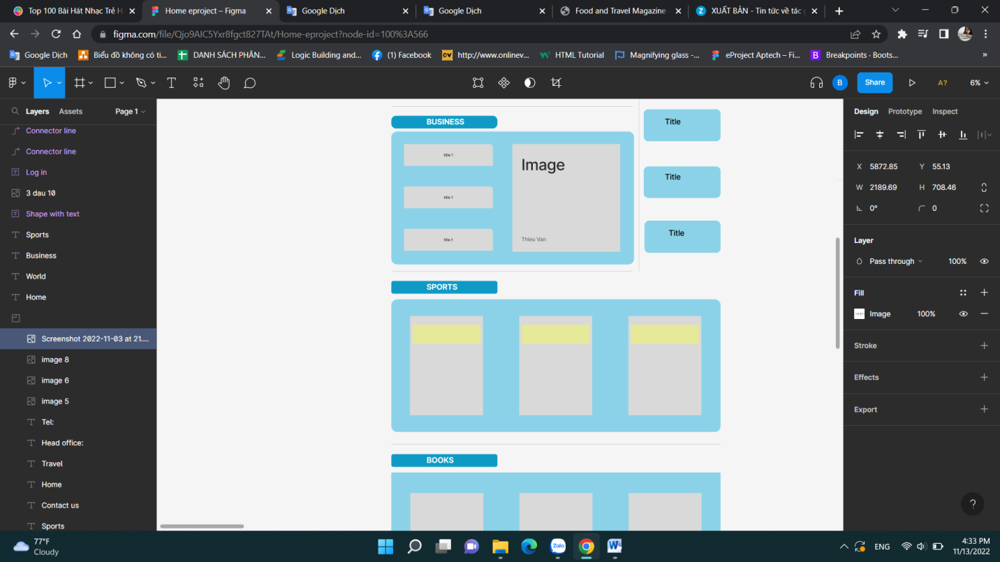 Top 100 Bài Hát Nhạc Trẻ H
Home eproject – Figma
Google Dịch
Google Dịch
Food and Travel Magazine
XUẤT BẢN - Tin tức về tác g
figma.com/file/Qjo9AIC5Yxr8fgct827TAt/Home-eproject?node-id=100%3A566
Google Dịch
Biểu đồ không có ti...
DANH SÁCH PHÂN...
Logic Building and...
(1) Facebook
http://www.onlinev...
HTML Tutorial
Magnifying glass -...
eProject Aptech – Fi...
Breakpoints · Boots...
»
B
Share
A?
6%
Layers
Assets
Page 1
Connector line
Connector line
Log in
3 dau 10
Shape with text
Sports
Business
World
Home
Screenshot 2022-11-03 at 21....
image 8
image 6
image 5
Tel:
Head office:
Travel
Home
Contact us
Sports
BUSINESS
title 1
title 1
title 1
Image
Thieu Van
Title
Title
Title
SPORTS
BOOKS
Design
Prototype
Inspect
X 5872.85 Y 55.13
W 2189.69 H 708.46
0° 0
Layer
Pass through 100%
Fill
Image 100%
Stroke
Effects
Export
?
77°F
Cloudy
ENG
4:33 PM
11/13/2022